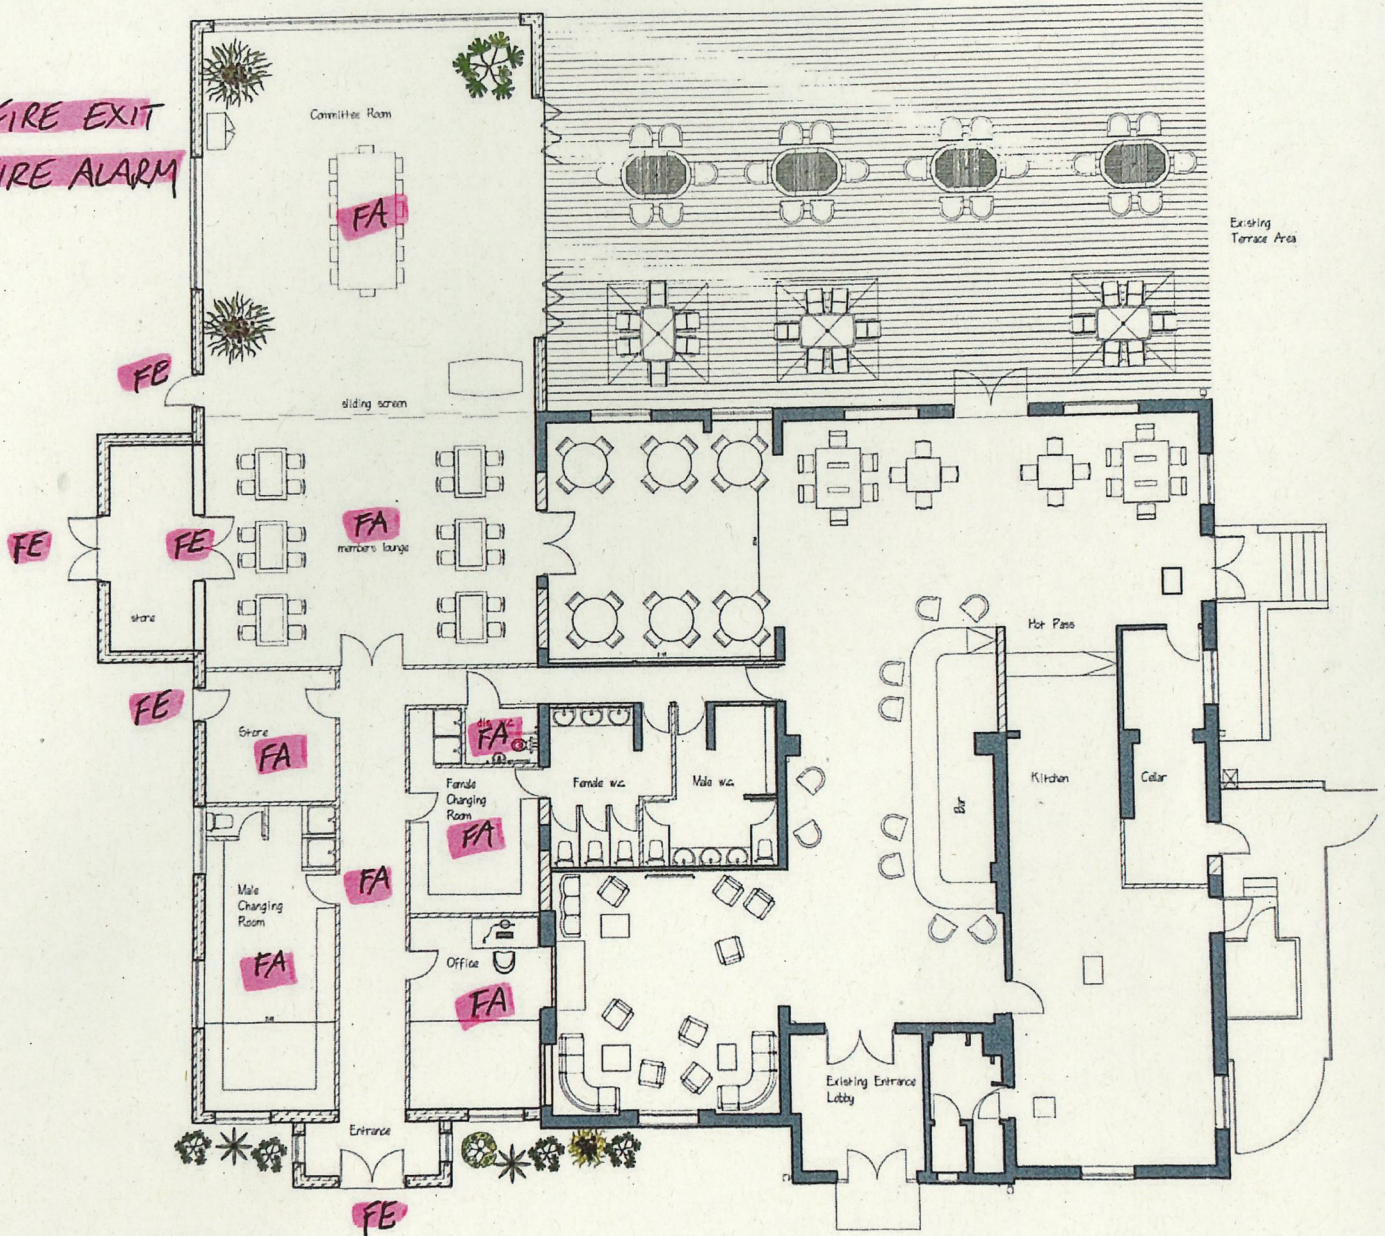 FIRE EXIT
FIRE ALARM
Committee Room
FA
Existing
Terrace Area
FE
sliding screen
FE
FE
FA
members lounge
store
Hot Pass
FE
Store
FA
dis w.c.
FA
Female
Changing
Room
FA
Female w.c.
Male w.c.
Bar
Kitchen
Cellar
Male
Changing
Room
FA
FA
Office
FA
Existing Entrance
Lobby
Entrance
FE